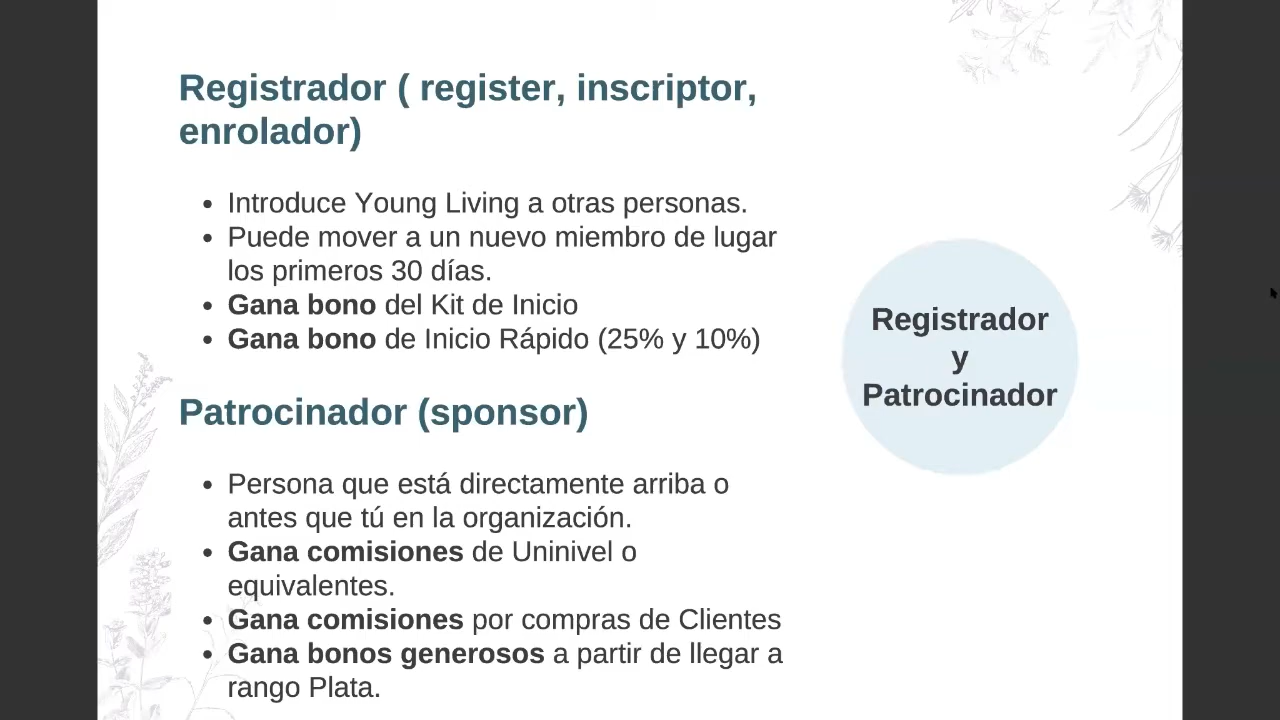 Registrador ( register, inscriptor,
enrolador)
• Introduce Young Living a otras personas.
• Puede mover a un nuevo miembro de lugar
los primeros 30 días.
• Gana bono del Kit de Inicio
• Gana bono de Inicio Rápido (25% y 10%)
Patrocinador (sponsor)
• Persona que está directamente arriba o
antes que tú en la organización.
• Gana comisiones de Uninivel o
equivalentes.
• Gana comisiones por compras de Clientes
• Gana bonos generosos a partir de llegar a
rango Plata.
Registrador
y
Patrocinador